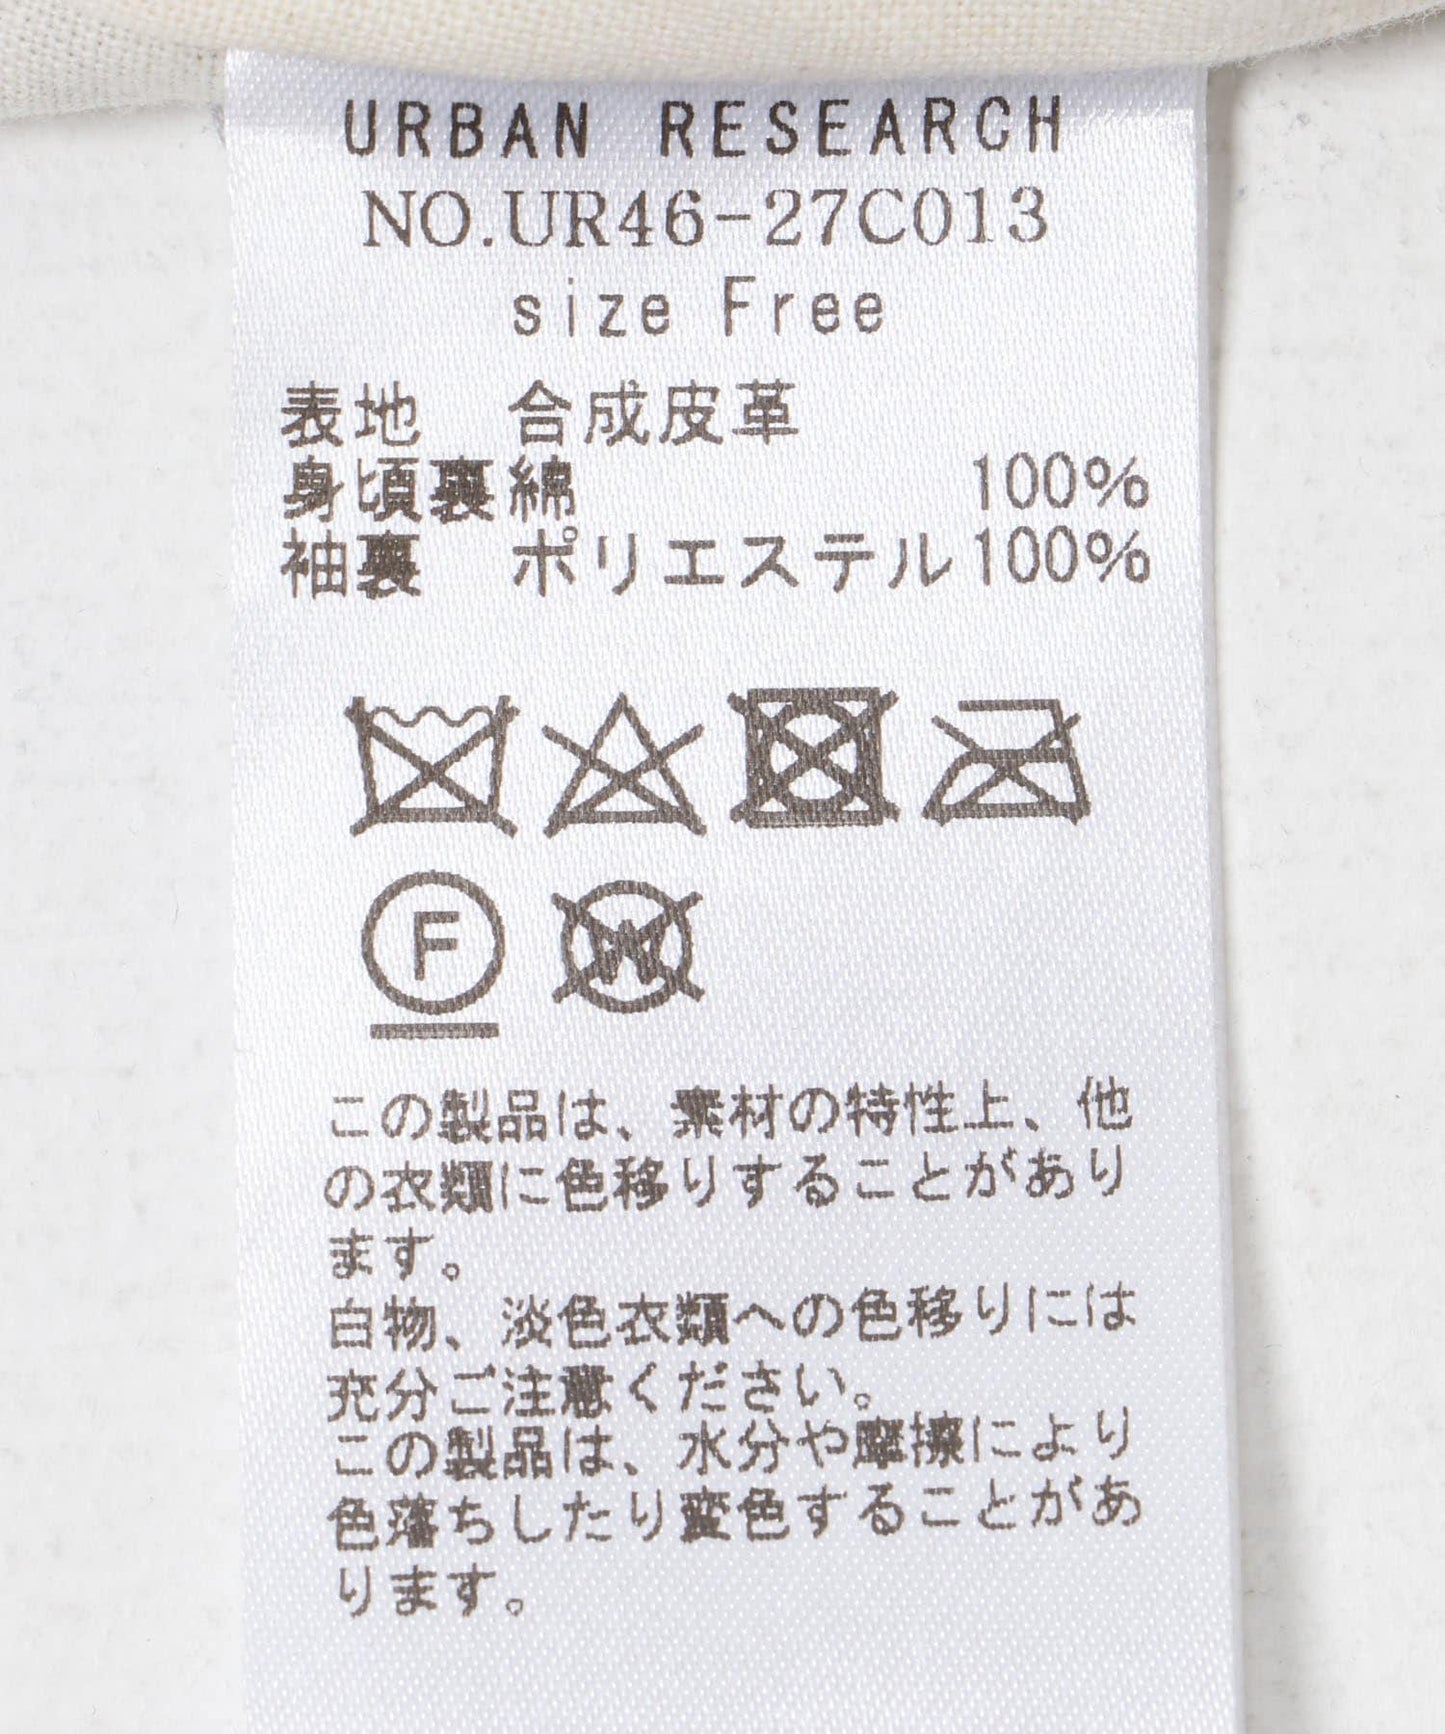 URBAN RESEARCH
NO.UR46-27C013
size Free
表地 合成皮革
身頃裏綿 100%
袖裏 ポリエステル100%
F
W
この製品は、素材の特性上、他
の衣類に色移りすることがあり
ます。
白物、淡色衣類への色移りには
充分ご注意ください。
この製品は、水分や摩擦により
色落ちしたり変色することがあ
ります。